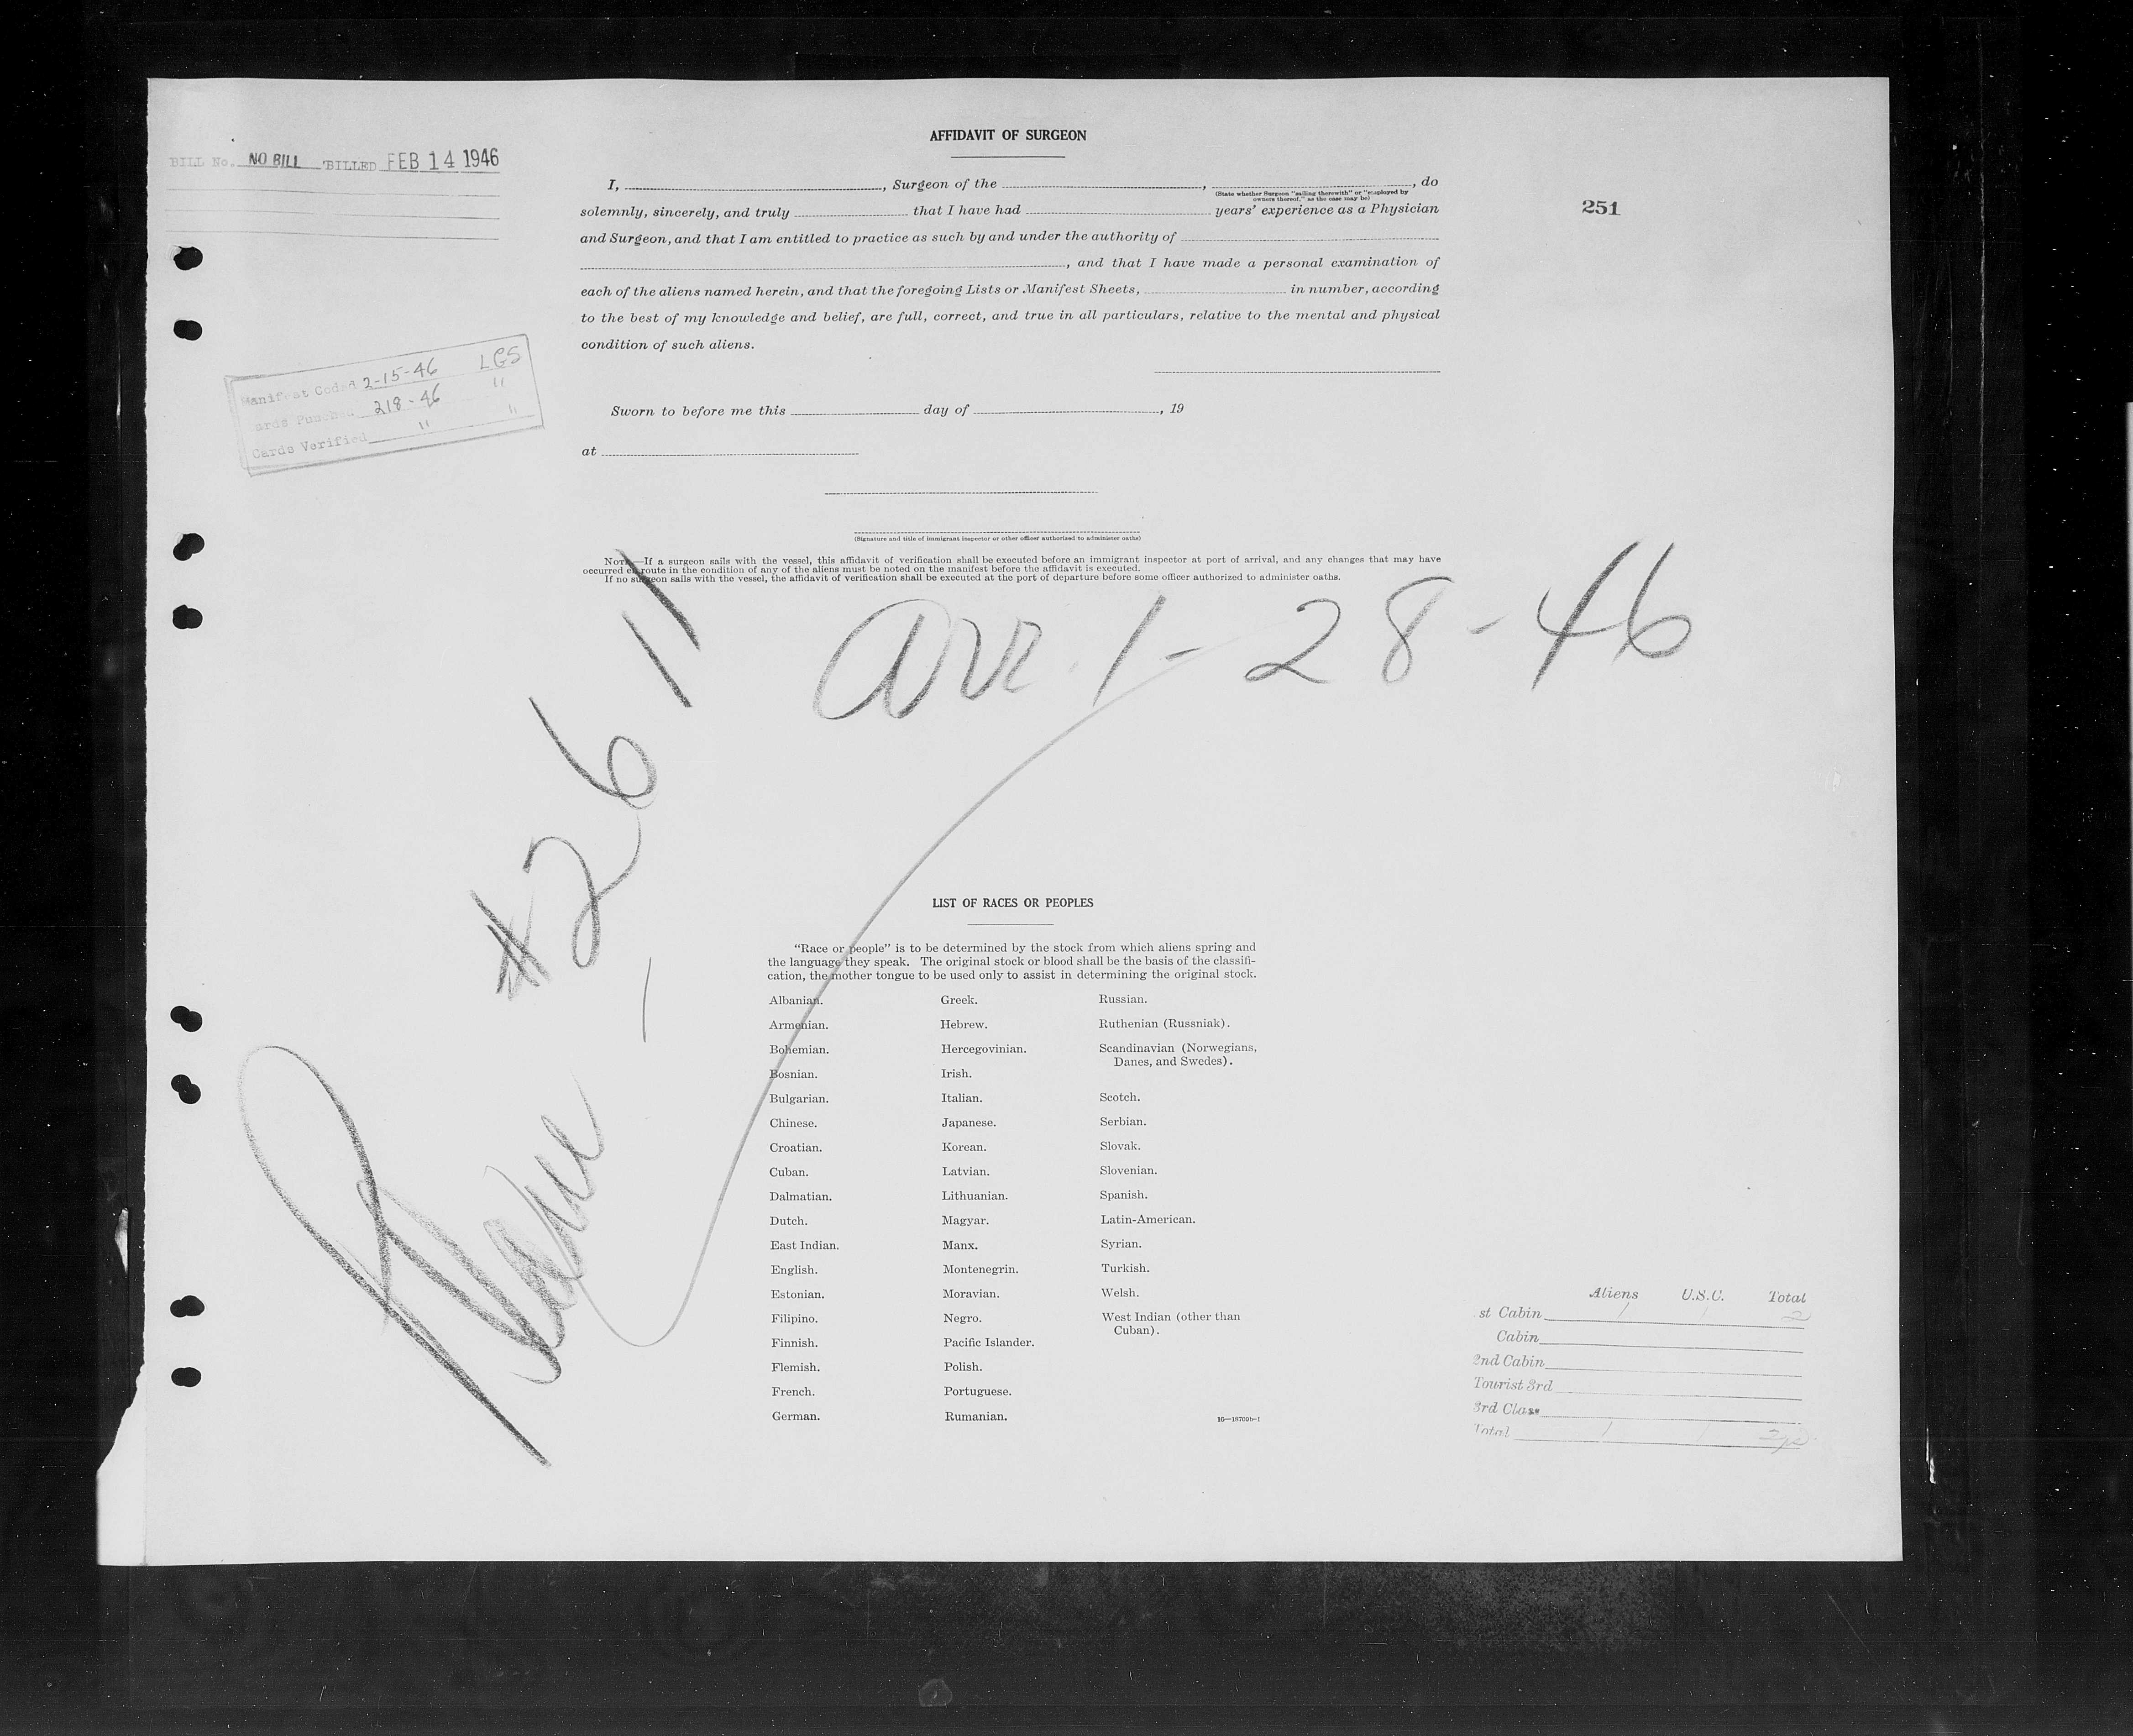 AFFIDAVIT OF SURGEON
BILL No. NO BILL BILLED FEB 14 1946
I, , Surgeon of the , , do
(State whether Surgeon "sailing therewith" or "employed by
owners thereof," as the case may be)
solemnly, sincerely, and truly that I have had years' experience as a Physician
251
and Surgeon, and that I am entitled to practice as such by and under the authority of
, and that I have made a personal examination of
each of the aliens named herein, and that the foregoing Lists or Manifest Sheets, in number, according
to the best of my knowledge and belief, are full, correct, and true in all particulars, relative to the mental and physical
condition of such aliens.
Manifest Coded 2-15-46 LGS
Cards Punched 218-46 "
Cards Verified " "
Sworn to before me this day of , 19
at
(Signature and title of immigrant inspector or other officer authorized to administer oaths)
NOTE.—If a surgeon sails with the vessel, this affidavit of verification shall be executed before an immigrant inspector at port of arrival, and any changes that may have
occurred en route in the condition of any of the aliens must be noted on the manifest before the affidavit is executed.
If no surgeon sails with the vessel, the affidavit of verification shall be executed at the port of departure before some officer authorized to administer oaths.
arr. 1-28-46
Plane - #2611
LIST OF RACES OR PEOPLES
"Race or people" is to be determined by the stock from which aliens spring and
the language they speak. The original stock or blood shall be the basis of the classifi-
cation, the mother tongue to be used only to assist in determining the original stock.
Albanian. Greek. Russian.
Armenian. Hebrew. Ruthenian (Russniak).
Bohemian. Hercegovinian. Scandinavian (Norwegians,
Danes, and Swedes).
Bosnian. Irish.
Bulgarian. Italian. Scotch.
Chinese. Japanese. Serbian.
Croatian. Korean. Slovak.
Cuban. Latvian. Slovenian.
Dalmatian. Lithuanian. Spanish.
Dutch. Magyar. Latin-American.
East Indian. Manx. Syrian.
English. Montenegrin. Turkish.
Estonian. Moravian. Welsh.
Filipino. Negro. West Indian (other than
Cuban).
Finnish. Pacific Islander.
Flemish. Polish.
French. Portuguese.
German. Rumanian.
16—18709b-1
Aliens U.S.C. Total
st Cabin 1 1 2
Cabin
2nd Cabin
Tourist 3rd
3rd Class
Total 1 1